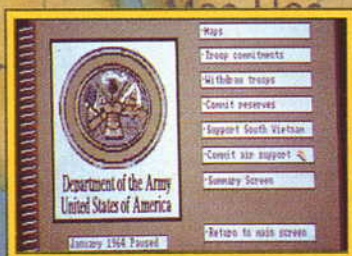 ·Maps
·Troop commitments
·Withdraw troops
·Commit reserves
·Support South Vietnam
·Commit air support
·Summary Screen
Department of the Army
United States of America
·Return to main screen
January 1964 Paused